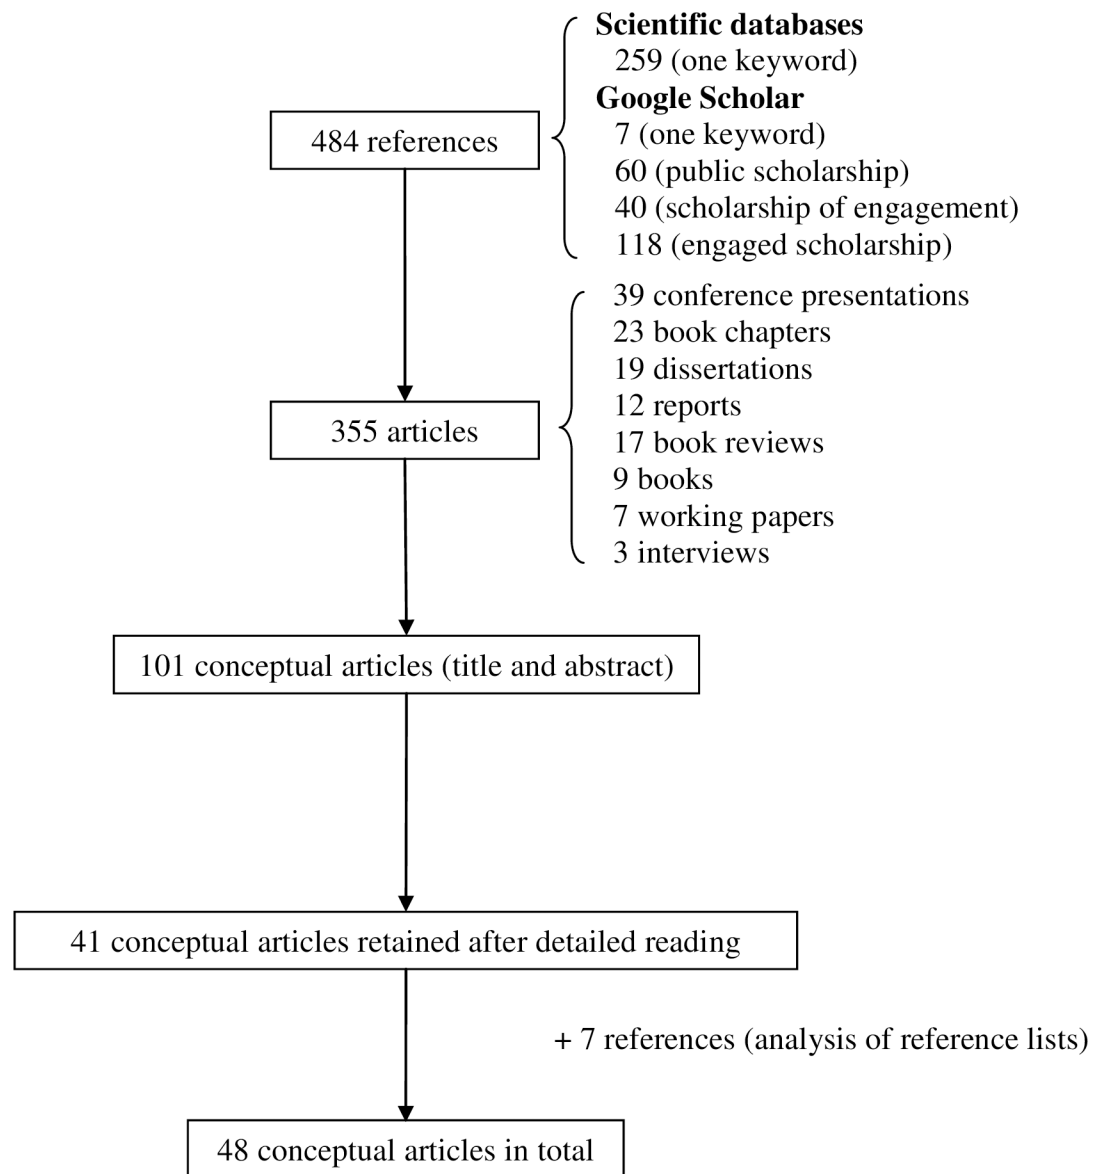 Scientific databases
259 (one keyword)
Google Scholar
7 (one keyword)
60 (public scholarship)
40 (scholarship of engagement)
118 (engaged scholarship)
484 references
39 conference presentations
23 book chapters
19 dissertations
12 reports
17 book reviews
9 books
7 working papers
3 interviews
355 articles
101 conceptual articles (title and abstract)
41 conceptual articles retained after detailed reading
+ 7 references (analysis of reference lists)
48 conceptual articles in total